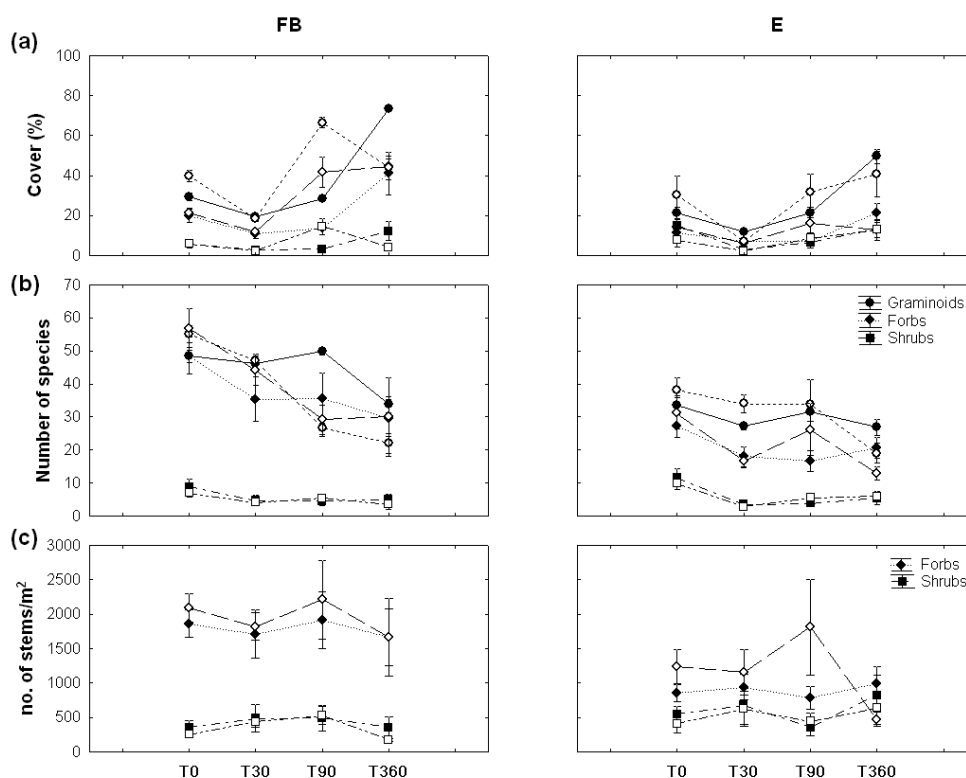 FB E
(a)
Cover (%)
100
80
60
40
20
0
(b)
Number of species
70
60
50
40
30
20
10
0
Graminoids
Forbs
Shrubs
(c)
no. of stems/m²
3000
2500
2000
1500
1000
500
0
Forbs
Shrubs
T0 T30 T90 T360
T0 T30 T90 T360